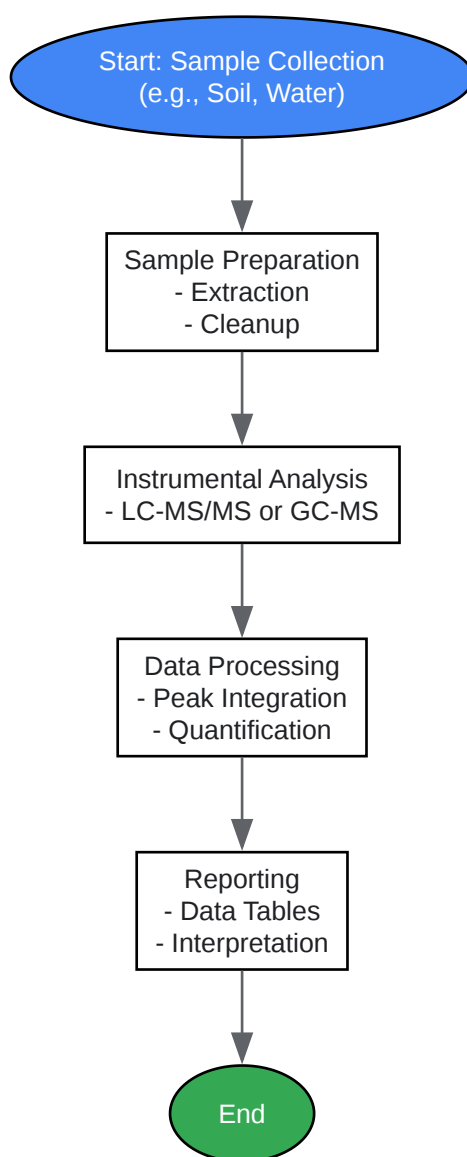 Start: Sample Collection
(e.g., Soil, Water)
Sample Preparation
- Extraction
- Cleanup
Instrumental Analysis
- LC-MS/MS or GC-MS
Data Processing
- Peak Integration
- Quantification
Reporting
- Data Tables
- Interpretation
End